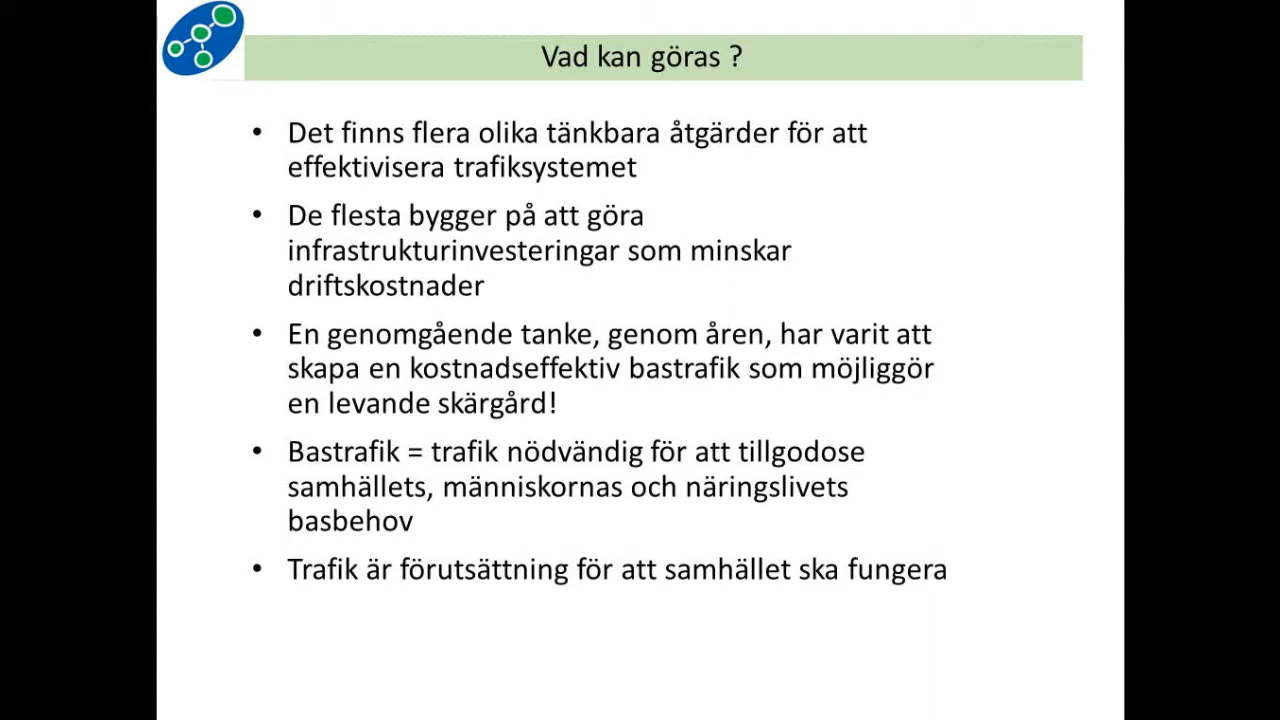 Vad kan göras ?
• Det finns flera olika tänkbara åtgärder för att
effektivisera trafiksystemet
• De flesta bygger på att göra
infrastrukturinvesteringar som minskar
driftskostnader
• En genomgående tanke, genom åren, har varit att
skapa en kostnadseffektiv bastrafik som möjliggör
en levande skärgård!
• Bastrafik = trafik nödvändig för att tillgodose
samhällets, människornas och näringslivets
basbehov
• Trafik är förutsättning för att samhället ska fungera